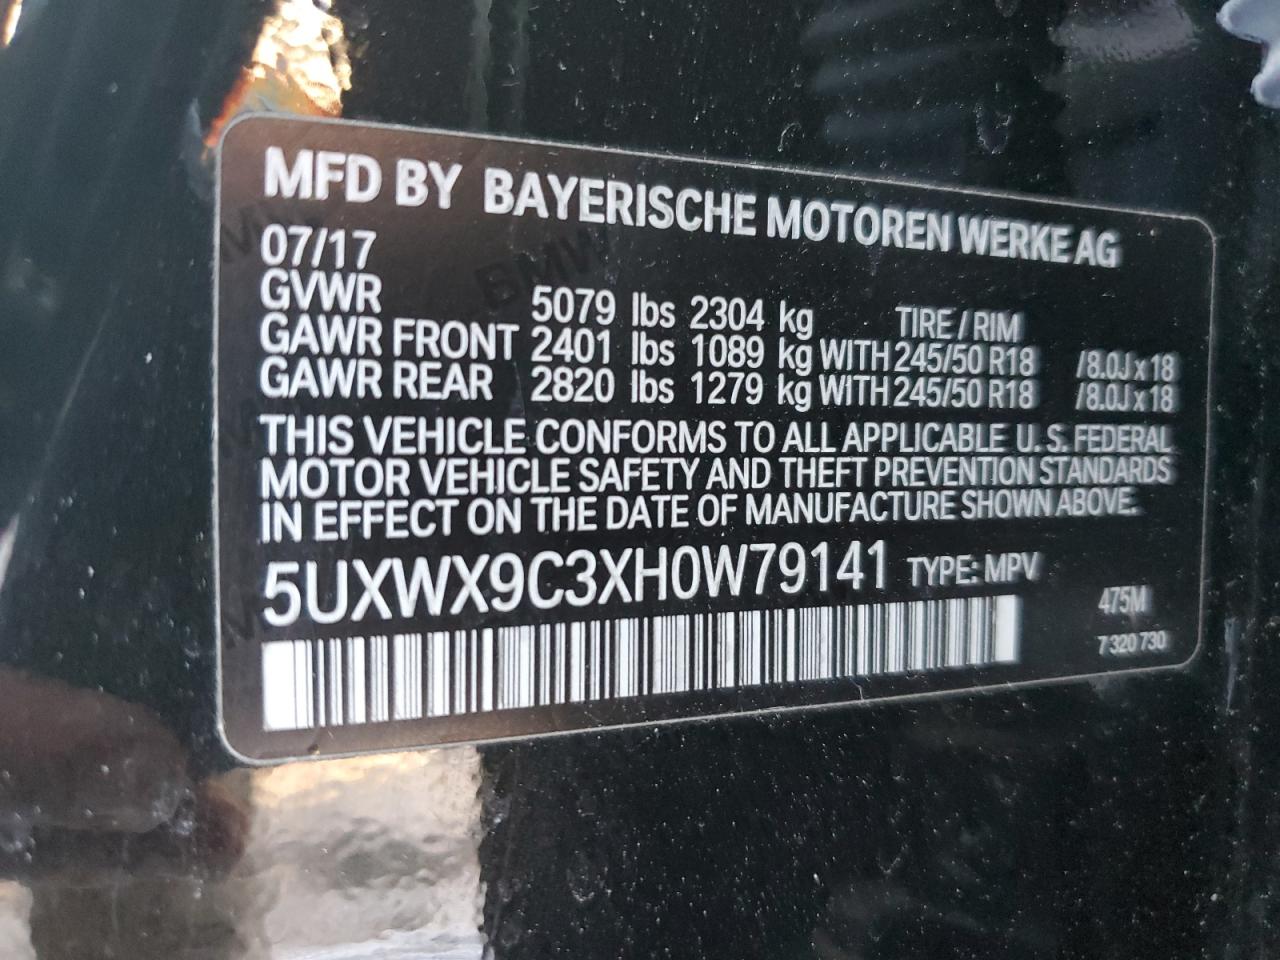 MFD BY BAYERISCHE MOTOREN WERKE AG
07/17
GVWR 5079 lbs 2304 kg TIRE / RIM
GAWR FRONT 2401 lbs 1089 kg WITH 245/50 R18 /8.0J x 18
GAWR REAR 2820 lbs 1279 kg WITH 245/50 R18 /8.0J x 18
THIS VEHICLE CONFORMS TO ALL APPLICABLE U.S. FEDERAL
MOTOR VEHICLE SAFETY AND THEFT PREVENTION STANDARDS
IN EFFECT ON THE DATE OF MANUFACTURE SHOWN ABOVE.
5UXWX9C3XH0W79141 TYPE: MPV
475M
7 320 730
BMW